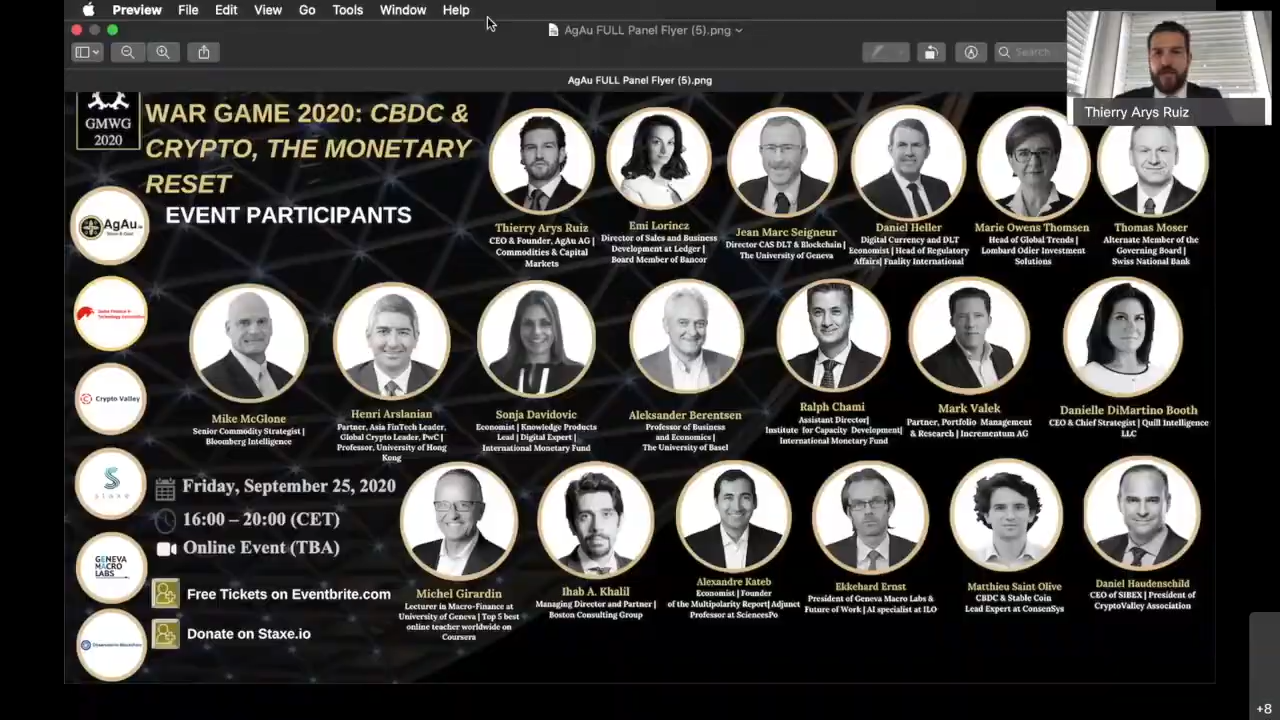 Preview File Edit View Go Tools Window Help
AgAu FULL Panel Flyer (5).png
Search
AgAu FULL Panel Flyer (5).png
Thierry Arys Ruiz
GMWG
2020
WAR GAME 2020: CBDC &
CRYPTO, THE MONETARY
RESET
EVENT PARTICIPANTS
AgAu
Crypto Valley
staxe
GENEVA
MACRO
LABS
Thierry Arys Ruiz
CEO & Founder, AgAu AG |
Commodities & Capital
Markets
Emi Lorincz
Director of Sales and Business
Development at Ledger |
Board Member of Bancor
Jean Marc Seigneur
Director CAS DLT & Blockchain |
The University of Geneva
Daniel Heller
Digital Currency and DLT
Economist | Head of Regulatory
Affairs| Fnality International
Marie Owens Thomsen
Head of Global Trends |
Lombard Odier Investment
Solutions
Thomas Moser
Alternate Member of the
Governing Board |
Swiss National Bank
Mike McGlone
Senior Commodity Strategist |
Bloomberg Intelligence
Henri Arslanian
Partner, Asia FinTech Leader,
Global Crypto Leader, PwC |
Professor, University of Hong
Kong
Sonja Davidovic
Economist | Knowledge Products
Lead | Digital Expert |
International Monetary Fund
Aleksander Berentsen
Professor of Business
and Economics |
The University of Basel
Ralph Chami
Assistant Director|
Institute for Capacity Development|
International Monetary Fund
Mark Valek
Partner, Portfolio Management
& Research | Incrementum AG
Danielle DiMartino Booth
CEO & Chief Strategist | Quill Intelligence
LLC
Friday, September 25, 2020
16:00 – 20:00 (CET)
Online Event (TBA)
Free Tickets on Eventbrite.com
Donate on Staxe.io
Michel Girardin
Lecturer in Macro-Finance at
University of Geneva | Top 5 best
online teacher worldwide on
Coursera
Ihab A. Khalil
Managing Director and Partner |
Boston Consulting Group
Alexandre Kateb
Economist | Founder
of the Multipolarity Report| Adjunct
Professor at SciencesPo
Ekkehard Ernst
President of Geneva Macro Labs &
Future of Work | AI specialist at ILO
Matthieu Saint Olive
CBDC & Stable Coin
Lead Expert at ConsenSys
Daniel Haudenschild
CEO of SIBEX | President of
CryptoValley Association
+8